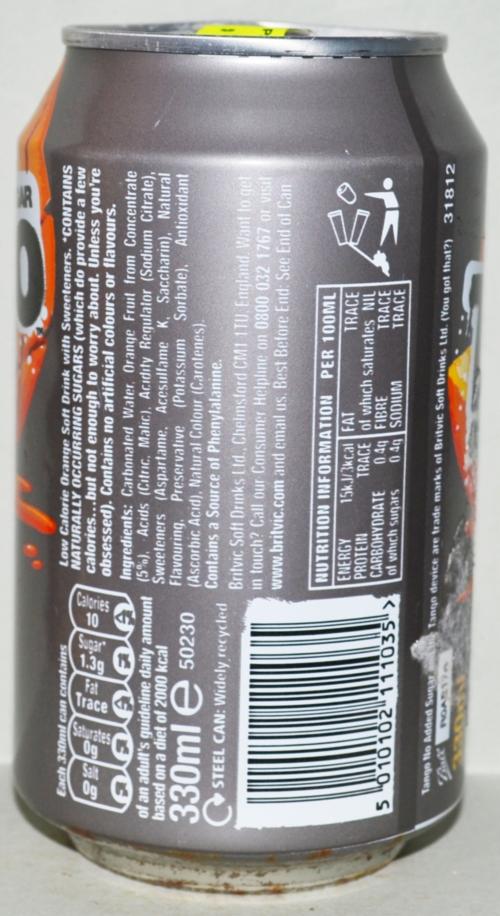 Low Calorie Orange Soft Drink with Sweeteners. *CONTAINS
NATURALLY OCCURRING SUGARS (which do provide a few
calories...but not enough to worry about. Unless you're
obsessed). Contains no artificial colours or flavours.
Ingredients: Carbonated Water, Orange Fruit from Concentrate
(5%), Acids (Citric, Malic), Acidity Regulator (Sodium Citrate),
Sweeteners (Aspartame, Acesulfame K, Saccharin), Natural
Flavouring, Preservative (Potassium Sorbate), Antioxidant
(Ascorbic Acid), Natural Colour (Carotenes).
Contains a Source of Phenylalanine.
Britvic Soft Drinks Ltd., Chelmsford CM1 1TU, England. Want to get
in touch? Call our Consumer Helpline on 0800 032 1767 or visit
www.britvic.com and email us. Best Before End: See End of Can
NUTRITION INFORMATION PER 100ML
ENERGY 15kJ/3kcal FAT TRACE
PROTEIN TRACE of which saturates NIL
CARBOHYDRATE 0.4g FIBRE TRACE
of which sugars 0.4g SODIUM TRACE
Each 330ml can contains
Calories
10
Sugar*
1.3g
Fat
Trace
Saturates
0g
Salt
0g
of an adult's guideline daily amount
based on a diet of 2000 kcal
330ml e 50230
STEEL CAN: Widely recycled
5 010102 111035 >
Tango No Added Sugar Tango device are trade marks of Britvic Soft Drinks Ltd. (You got that?) 31812
330ml